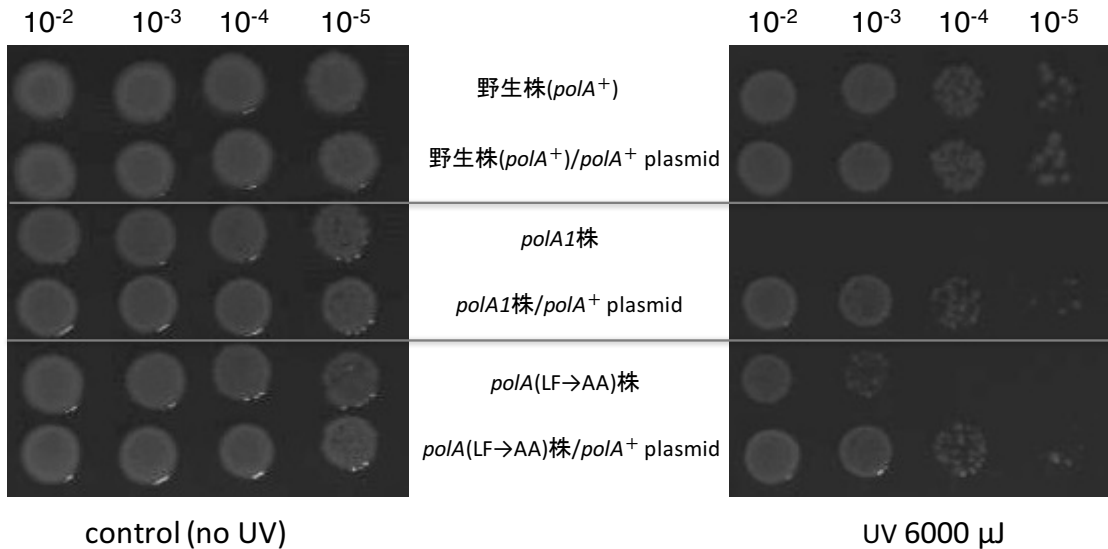 10-2 10-3 10-4 10-5 10-2 10-3 10-4 10-5
野生株(polA+)
野生株(polA+)/polA+ plasmid
polA1株
polA1株/polA+ plasmid
polA(LF→AA)株
polA(LF→AA)株/polA+ plasmid
control (no UV) UV 6000 μJ